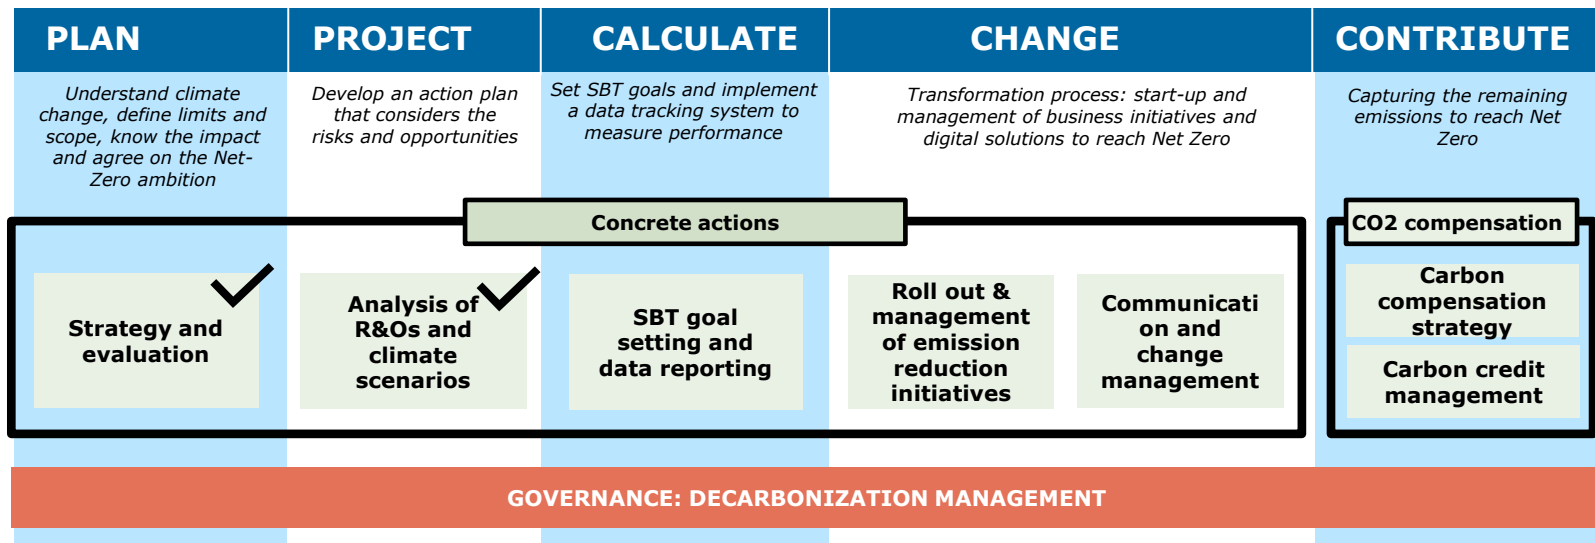 PLAN
PROJECT
CALCULATE
CHANGE
CONTRIBUTE
Understand climate
change, define limits and
scope, know the impact
and agree on the Net-
Zero ambition
Develop an action plan
that considers the
risks and opportunities
Set SBT goals and implement
a data tracking system to
measure performance
Transformation process: start-up and
management of business initiatives and
digital solutions to reach Net Zero
Capturing the remaining
emissions to reach Net
Zero
Concrete actions
CO2 compensation
Strategy and
evaluation
Analysis of
R&Os and
climate
scenarios
SBT goal
setting and
data reporting
Roll out &
management
of emission
reduction
initiatives
Communicati
on and
change
management
Carbon
compensation
strategy
Carbon credit
management
GOVERNANCE: DECARBONIZATION MANAGEMENT